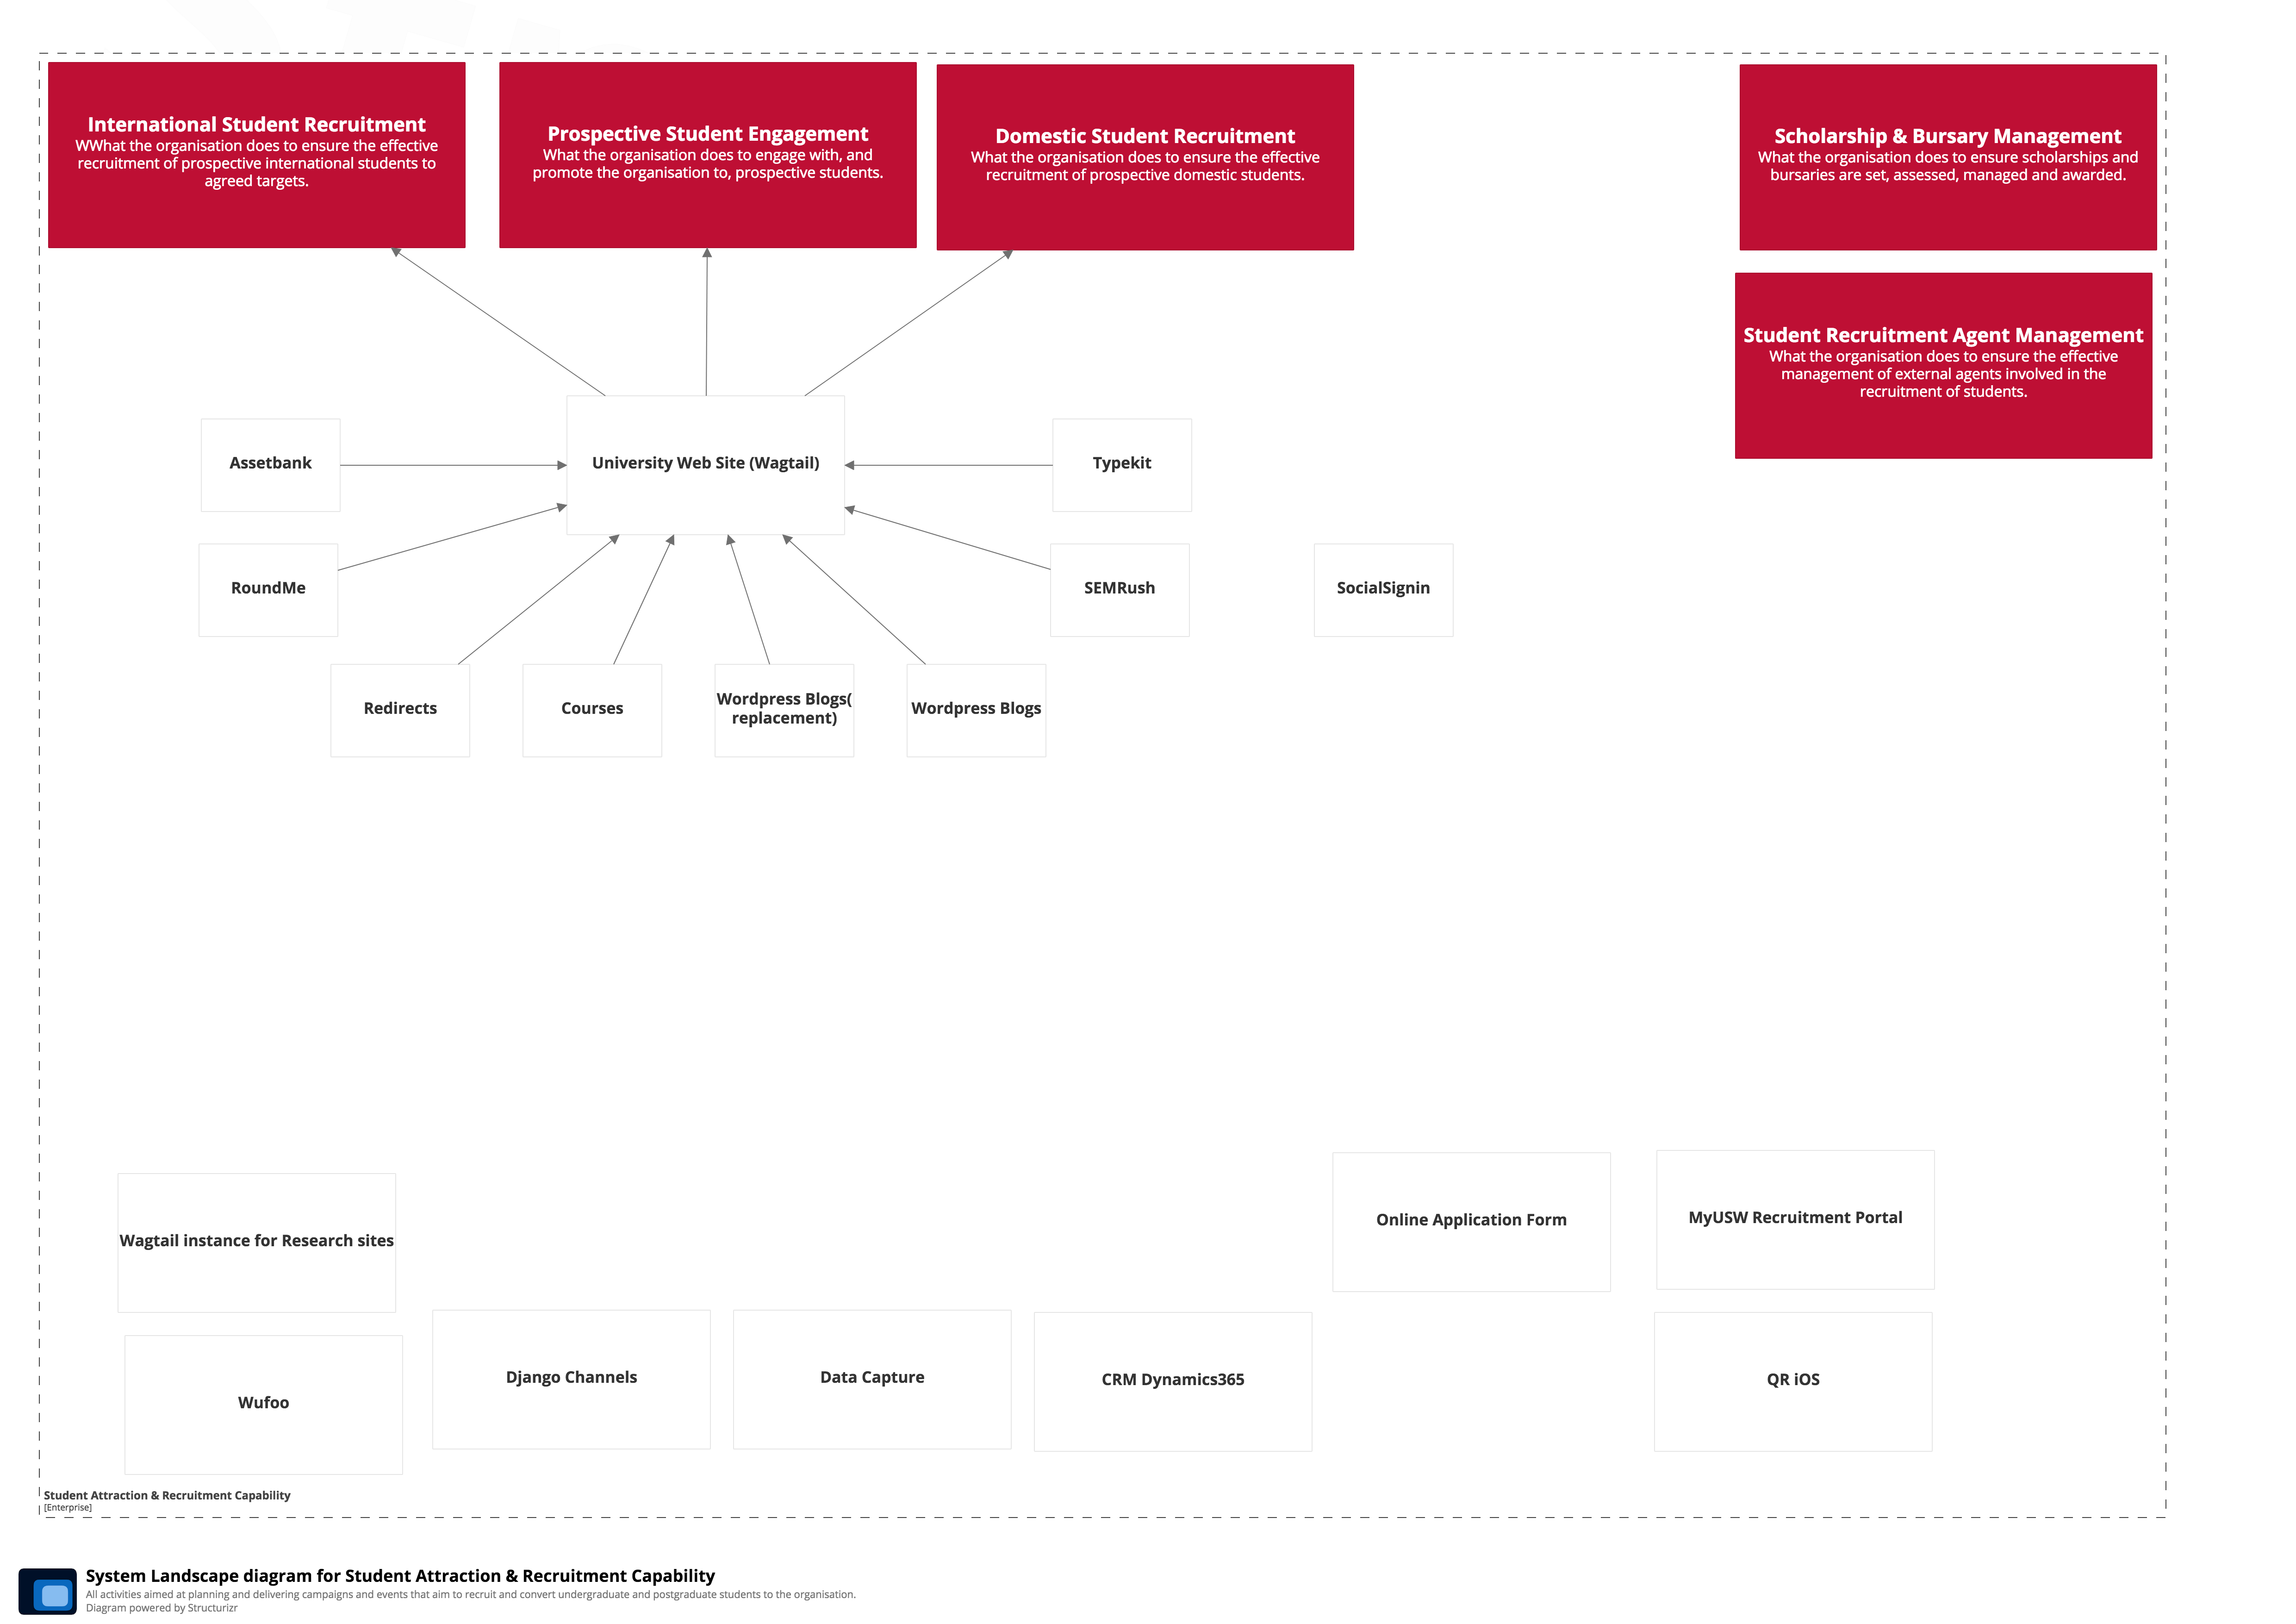 International Student Recruitment
WWhat the organisation does to ensure the effective
recruitment of prospective international students to
agreed targets.
Prospective Student Engagement
What the organisation does to engage with, and
promote the organisation to, prospective students.
Domestic Student Recruitment
What the organisation does to ensure the effective
recruitment of prospective domestic students.
Scholarship & Bursary Management
What the organisation does to ensure scholarships and
bursaries are set, assessed, managed and awarded.
Student Recruitment Agent Management
What the organisation does to ensure the effective
management of external agents involved in the
recruitment of students.
Assetbank
University Web Site (Wagtail)
Typekit
RoundMe
SEMRush
SocialSignin
Redirects
Courses
Wordpress Blogs(
replacement)
Wordpress Blogs
Wagtail instance for Research sites
Online Application Form
MyUSW Recruitment Portal
Wufoo
Django Channels
Data Capture
CRM Dynamics365
QR iOS
Student Attraction & Recruitment Capability
[Enterprise]
System Landscape diagram for Student Attraction & Recruitment Capability
All activities aimed at planning and delivering campaigns and events that aim to recruit and convert undergraduate and postgraduate students to the organisation.
Diagram powered by Structurizr